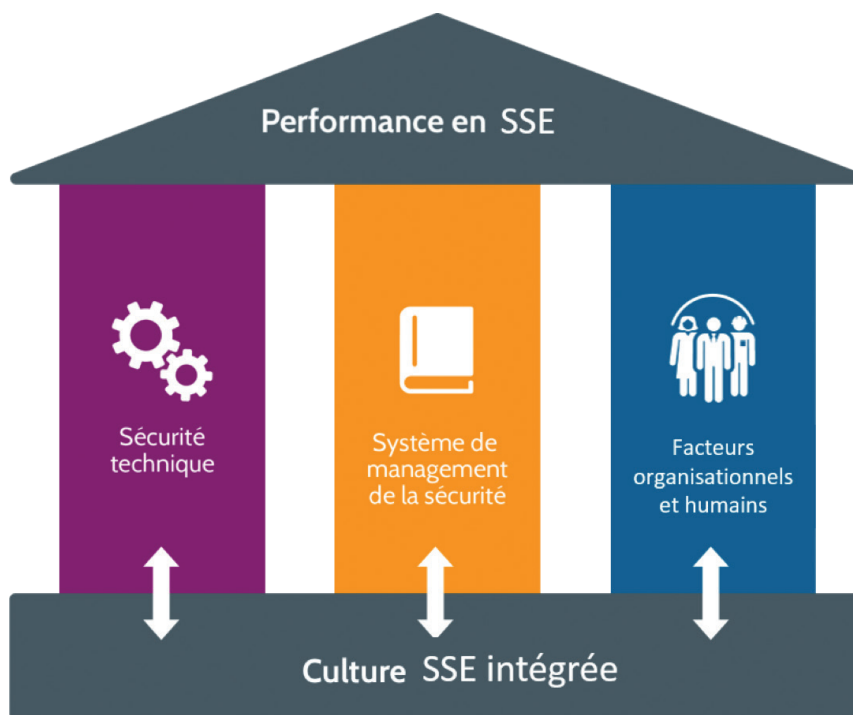 Performance en SSE
Sécurité
technique
Système de
management
de la sécurité
Facteurs
organisationnels
et humains
Culture SSE intégrée